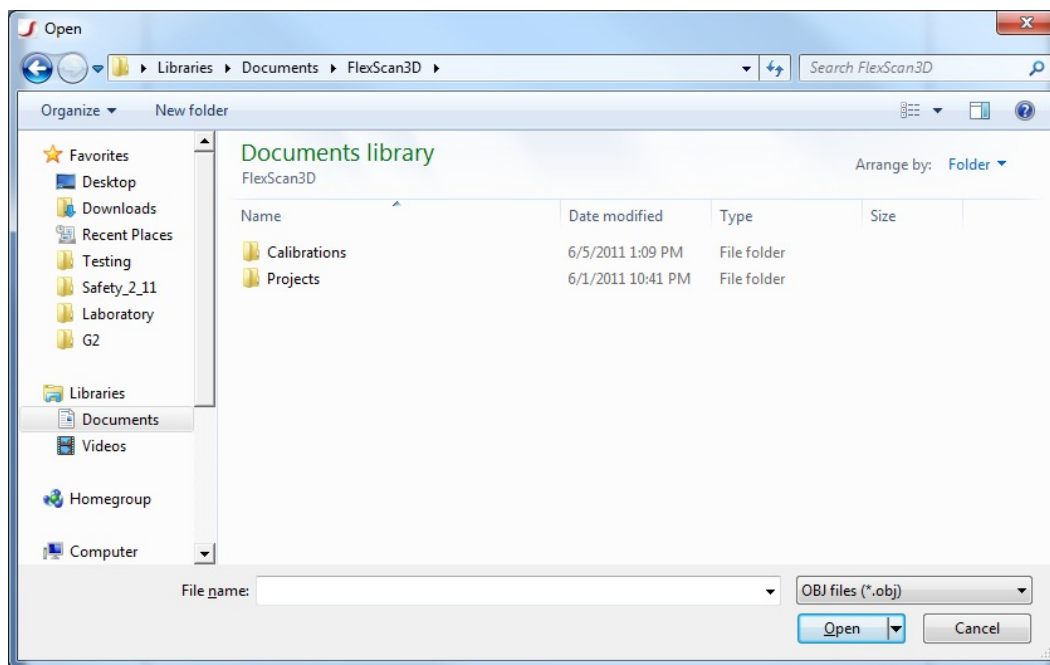 Open
Libraries Documents FlexScan3D
Search FlexScan3D
Organize New folder
Favorites
Desktop
Downloads
Recent Places
Testing
Safety_2_11
Laboratory
G2
Libraries
Documents
Videos
Homegroup
Computer
Documents library
FlexScan3D
Arrange by: Folder
Name Date modified Type Size
Calibrations 6/5/2011 1:09 PM File folder
Projects 6/1/2011 10:41 PM File folder
File name:
OBJ files (*.obj)
Open Cancel